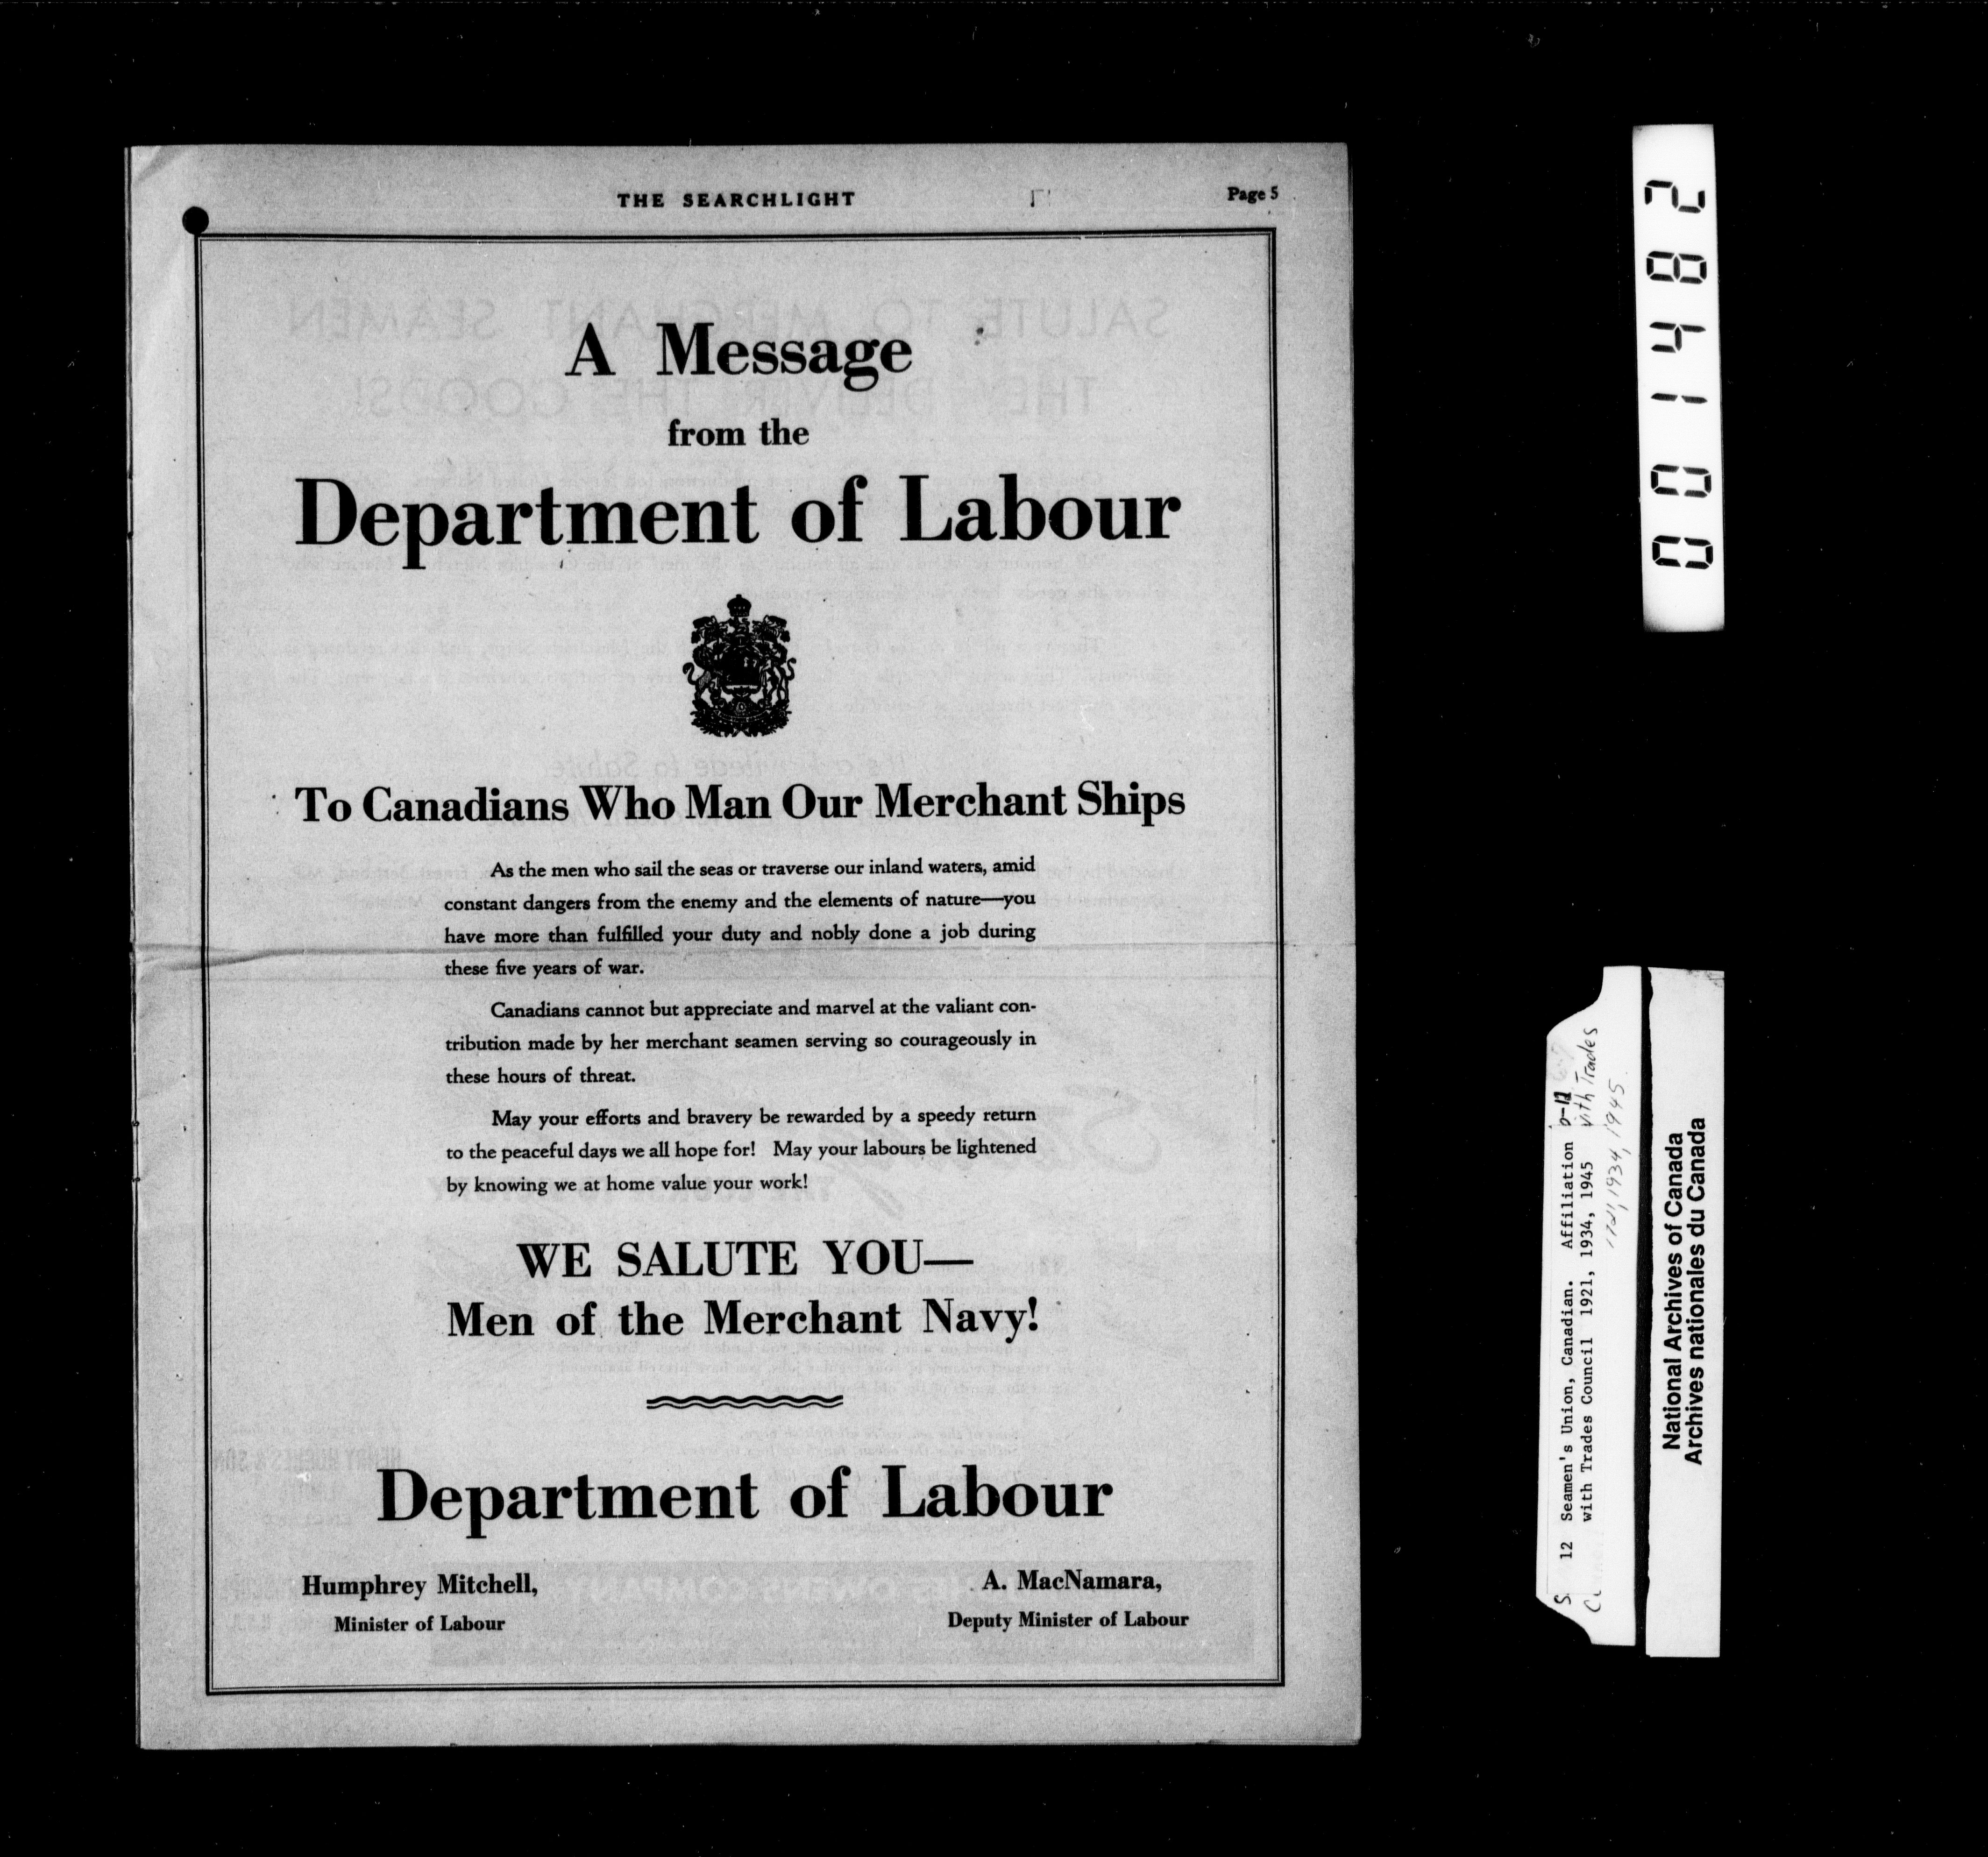 THE SEARCHLIGHT
Page 5
A Message
from the
Department of Labour
To Canadians Who Man Our Merchant Ships
As the men who sail the seas or traverse our inland waters, amid
constant dangers from the enemy and the elements of nature—you
have more than fulfilled your duty and nobly done a job during
these five years of war.
Canadians cannot but appreciate and marvel at the valiant con-
tribution made by her merchant seamen serving so courageously in
these hours of threat.
May your efforts and bravery be rewarded by a speedy return
to the peaceful days we all hope for! May your labours be lightened
by knowing we at home value your work!
WE SALUTE YOU—
Men of the Merchant Navy!
Department of Labour
Humphrey Mitchell,
Minister of Labour
A. MacNamara,
Deputy Minister of Labour
001482
12 Seamen's Union, Canadian. Affiliation
with Trades Council 1921, 1934, 1945
with Trades
1934, 1945
National Archives of Canada
Archives nationales du Canada